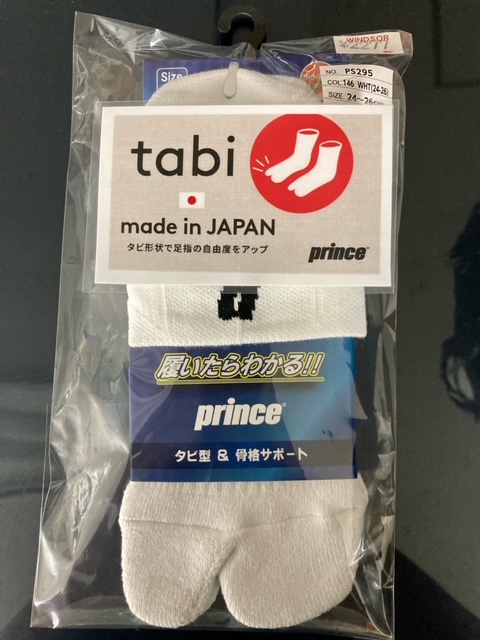 Size
WINDSOR
¥2211
NO. PS295
COL. 146 WHT(24-26)
SIZE 24~26cm
tabi
made in JAPAN
タビ形状で足指の自由度をアップ
prince
履いたらわかる!!
prince
タビ型 & 骨格サポート